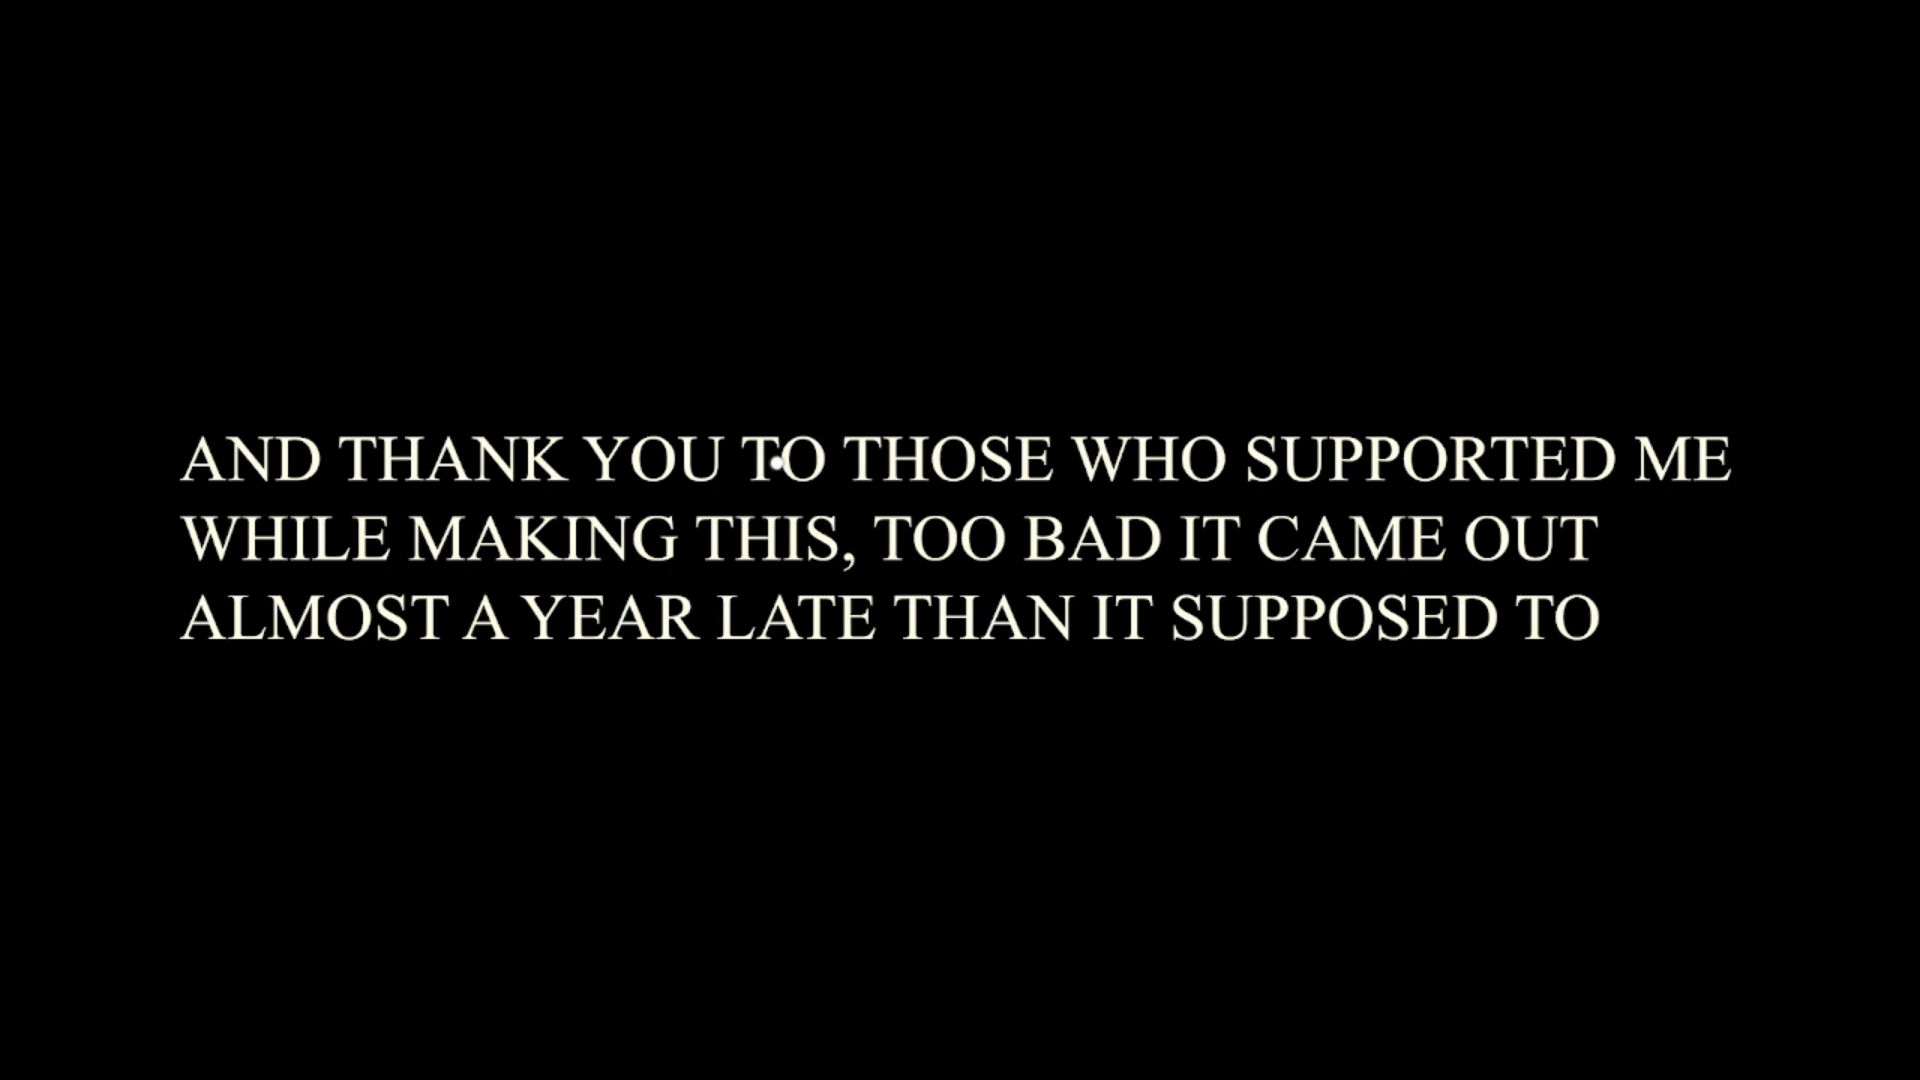 AND THANK YOU TO THOSE WHO SUPPORTED ME
WHILE MAKING THIS, TOO BAD IT CAME OUT
ALMOST A YEAR LATE THAN IT SUPPOSED TO